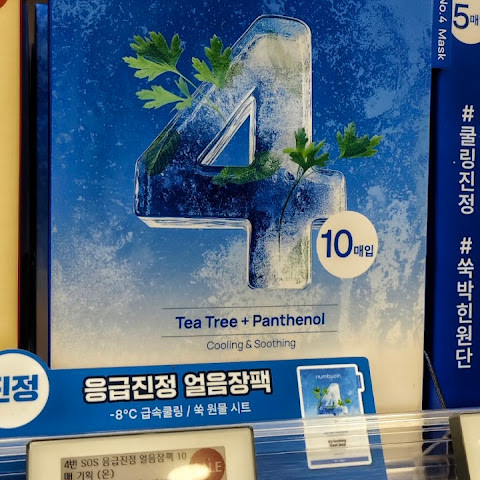 4
10매입
Tea Tree + Panthenol
Cooling & Soothing
No.4 Mask
5매
#쿨링진정 #쑥박힌원단
진정
응급진정 얼음장팩
-8°C 급속쿨링 / 쑥 원물 시트
numbuzin
4번 SOS 응급진정 얼음장팩 10
매 기획 (온)